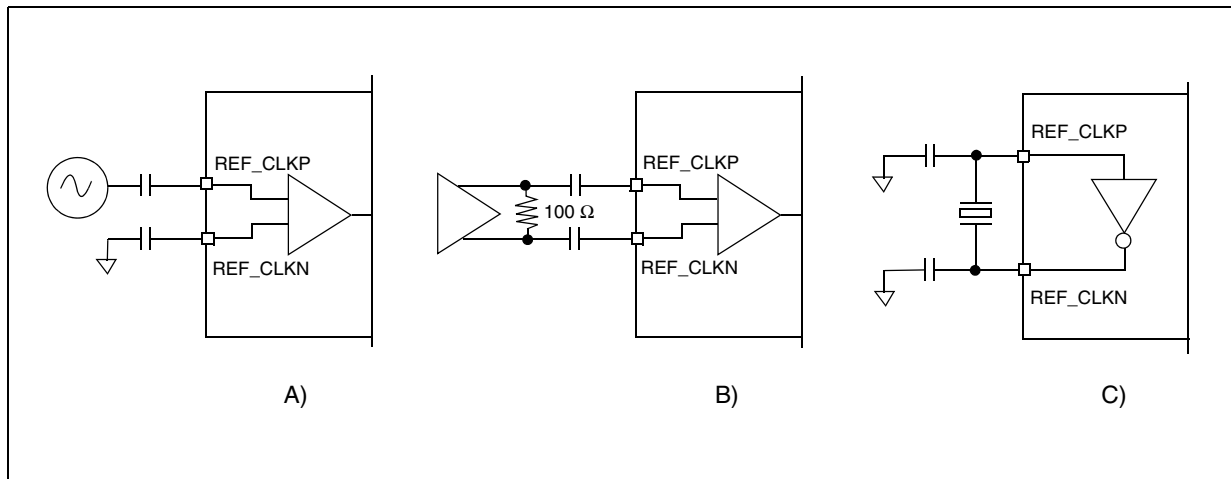 REF_CLKP
REF_CLKN
A)
REF_CLKP
100 Ω
REF_CLKN
B)
REF_CLKP
REF_CLKN
C)